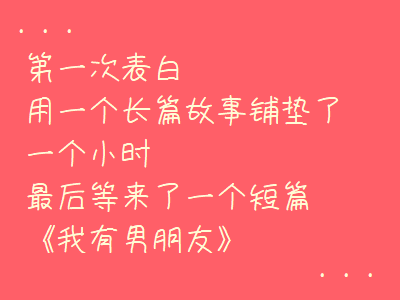 . . .
第一次表白
用一个长篇故事铺垫了
一个小时
最后等来了一个短篇
《我有男朋友》
. . .